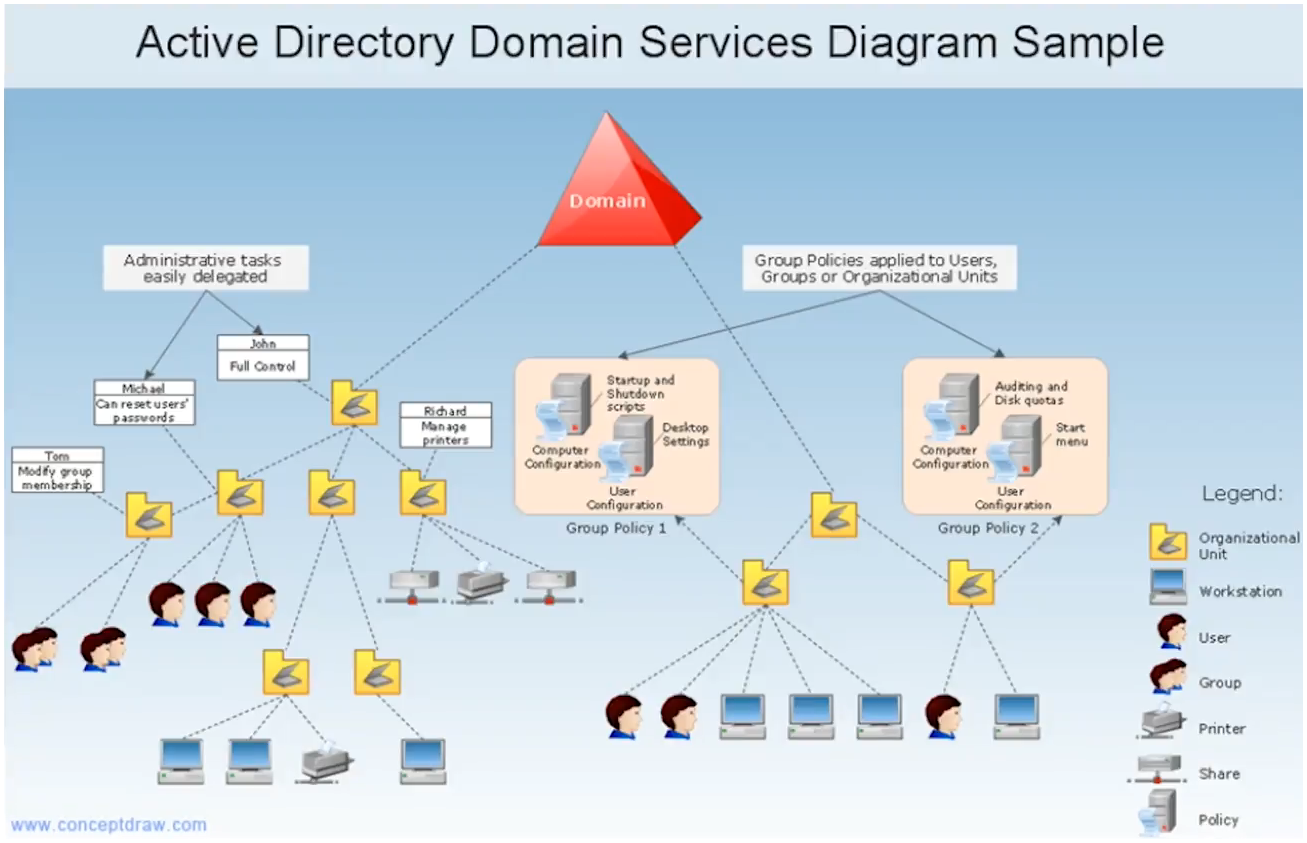 Active Directory Domain Services Diagram Sample
Domain
Administrative tasks
easily delegated
Group Policies applied to Users,
Groups or Organizational Units
John
Full Control
Michael
Can reset users'
passwords
Richard
Manage
printers
Tom
Modify group
membership
Startup and
Shutdown
scripts
Desktop
Settings
Computer
Configuration
User
Configuration
Group Policy 1
Auditing and
Disk quotas
Start
menu
Computer
Configuration
User
Configuration
Group Policy 2
Legend:
Organizational
Unit
Workstation
User
Group
Printer
Share
Policy
www.conceptdraw.com